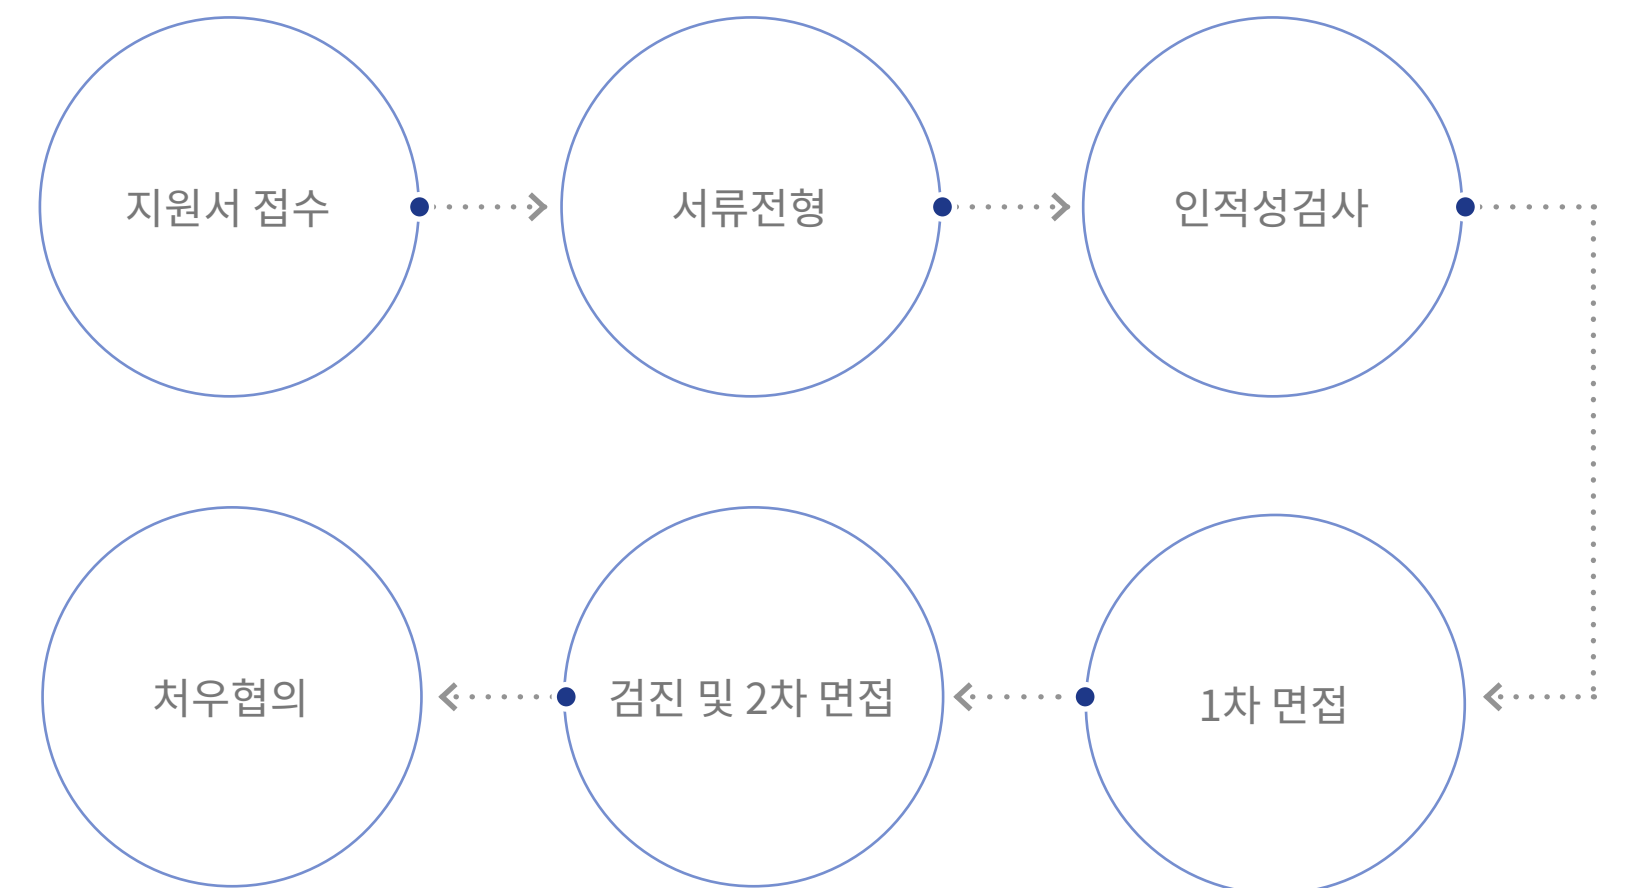 지원서 접수
서류전형
인적성검사
1차 면접
검진 및 2차 면접
처우협의